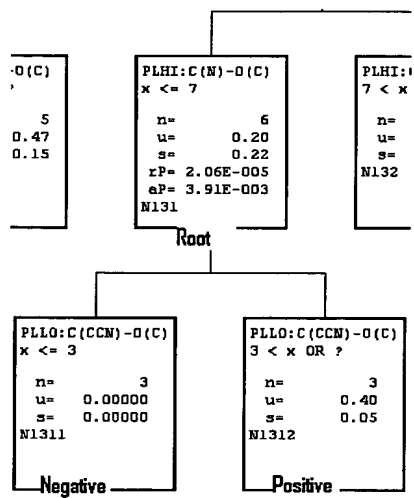 -O(C)
?
5
0.47
0.15
PLHI:C(N)-O(C)
x <= 7
n= 6
u= 0.20
s= 0.22
rP= 2.06E-005
aP= 3.91E-003
N131
Root
PLHI:
7 < x
n=
u=
s=
N132
PLLO:C(CCN)-O(C)
x <= 3
n= 3
u= 0.00000
s= 0.00000
N1311
Negative
PLLO:C(CCN)-O(C)
3 < x OR ?
n= 3
u= 0.40
s= 0.05
N1312
Positive